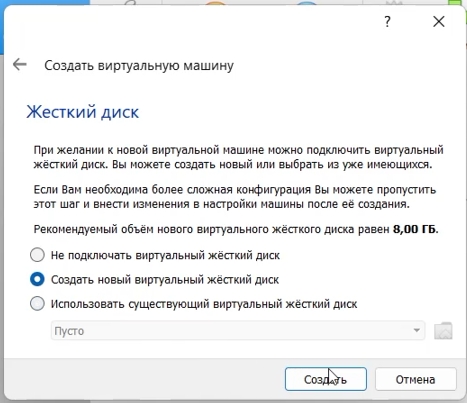 ?
Создать виртуальную машину
Жесткий диск
При желании к новой виртуальной машине можно подключить виртуальный
жёсткий диск. Вы можете создать новый или выбрать из уже имеющихся.
Если Вам необходима более сложная конфигурация Вы можете пропустить
этот шаг и внести изменения в настройки машины после её создания.
Рекомендуемый объём нового виртуального жёсткого диска равен 8,00 ГБ.
Не подключать виртуальный жёсткий диск
Создать новый виртуальный жёсткий диск
Использовать существующий виртуальный жёсткий диск
Пусто
Создать Отмена